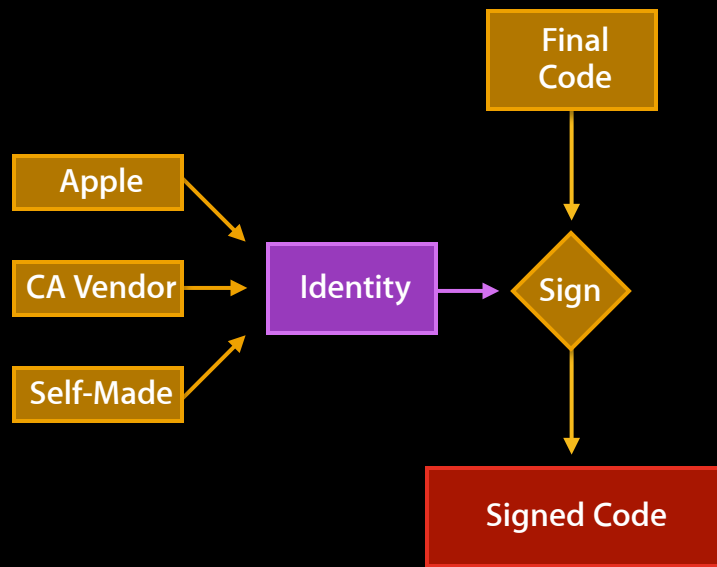 Final
Code
Apple
CA Vendor
Identity
Sign
Self-Made
Signed Code